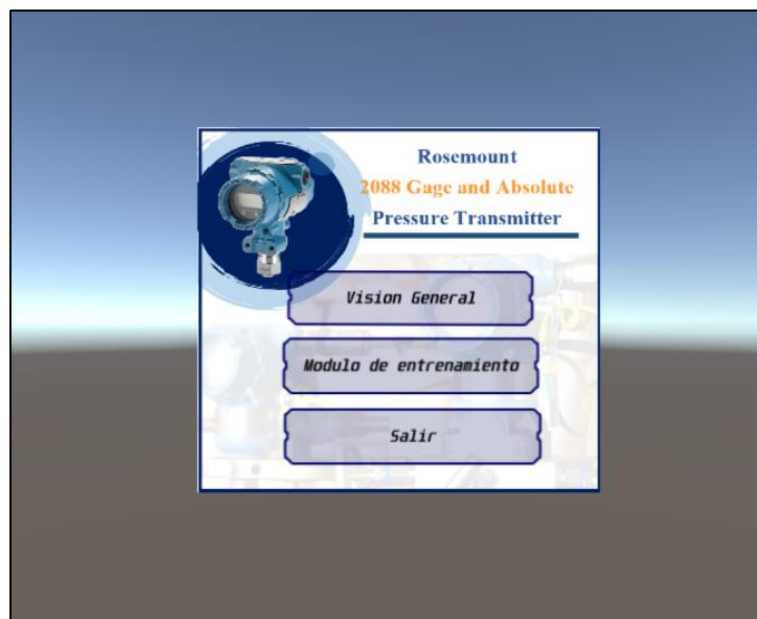 Rosemount
2088 Gage and Absolute
Pressure Transmitter
Vision General
Modulo de entrenamiento
Salir